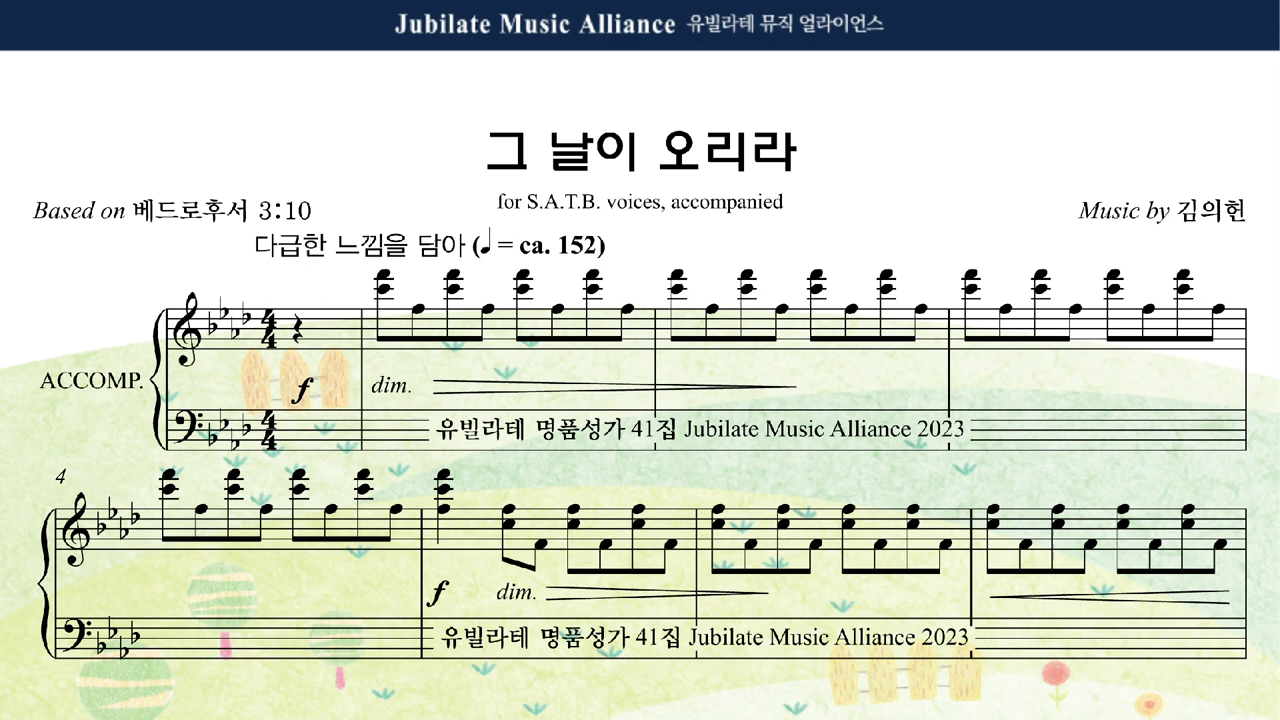 Jubilate Music Alliance 유빌라테 뮤직 얼라이언스
그 날이 오리라
for S.A.T.B. voices, accompanied
Based on 베드로후서 3:10
Music by 김의헌
다급한 느낌을 담아 (♩ = ca. 152)
ACCOMP.
f dim.
유빌라테 명품성가 41집 Jubilate Music Alliance 2023
4
f dim.
유빌라테 명품성가 41집 Jubilate Music Alliance 2023